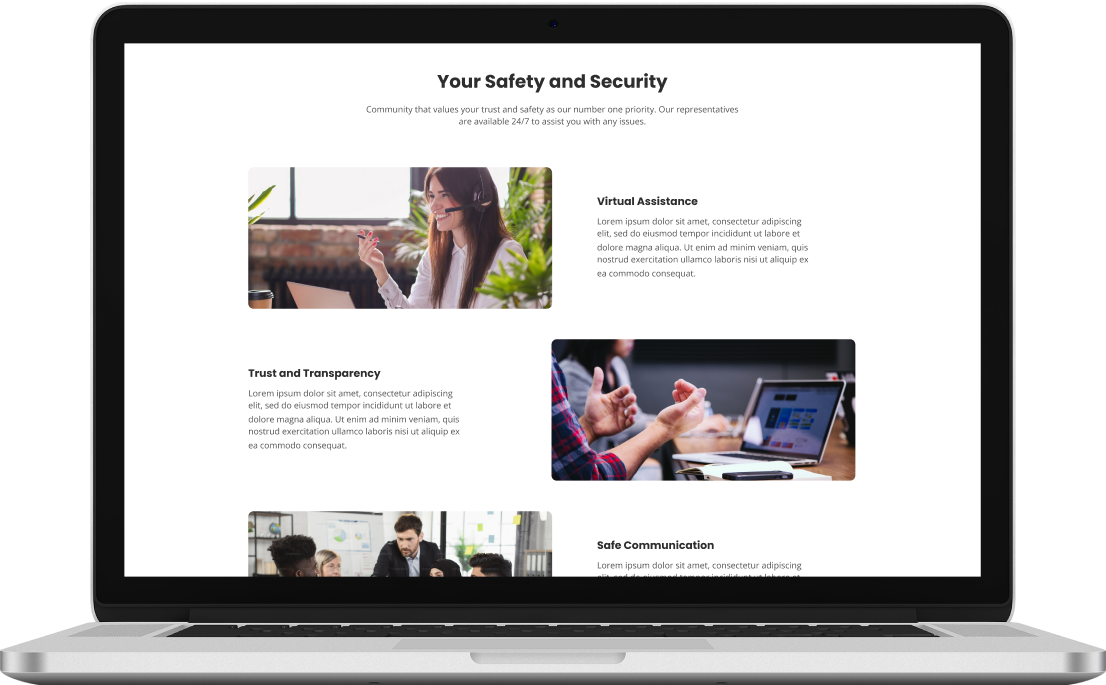 Your Safety and Security
Community that values your trust and safety as our number one priority. Our representatives
are available 24/7 to assist you with any issues.
Virtual Assistance
Lorem ipsum dolor sit amet, consectetur adipiscing
elit, sed do eiusmod tempor incididunt ut labore et
dolore magna aliqua. Ut enim ad minim veniam, quis
nostrud exercitation ullamco laboris nisi ut aliquip ex
ea commodo consequat.
Trust and Transparency
Lorem ipsum dolor sit amet, consectetur adipiscing
elit, sed do eiusmod tempor incididunt ut labore et
dolore magna aliqua. Ut enim ad minim veniam, quis
nostrud exercitation ullamco laboris nisi ut aliquip ex
ea commodo consequat.
Safe Communication
Lorem ipsum dolor sit amet, consectetur adipiscing